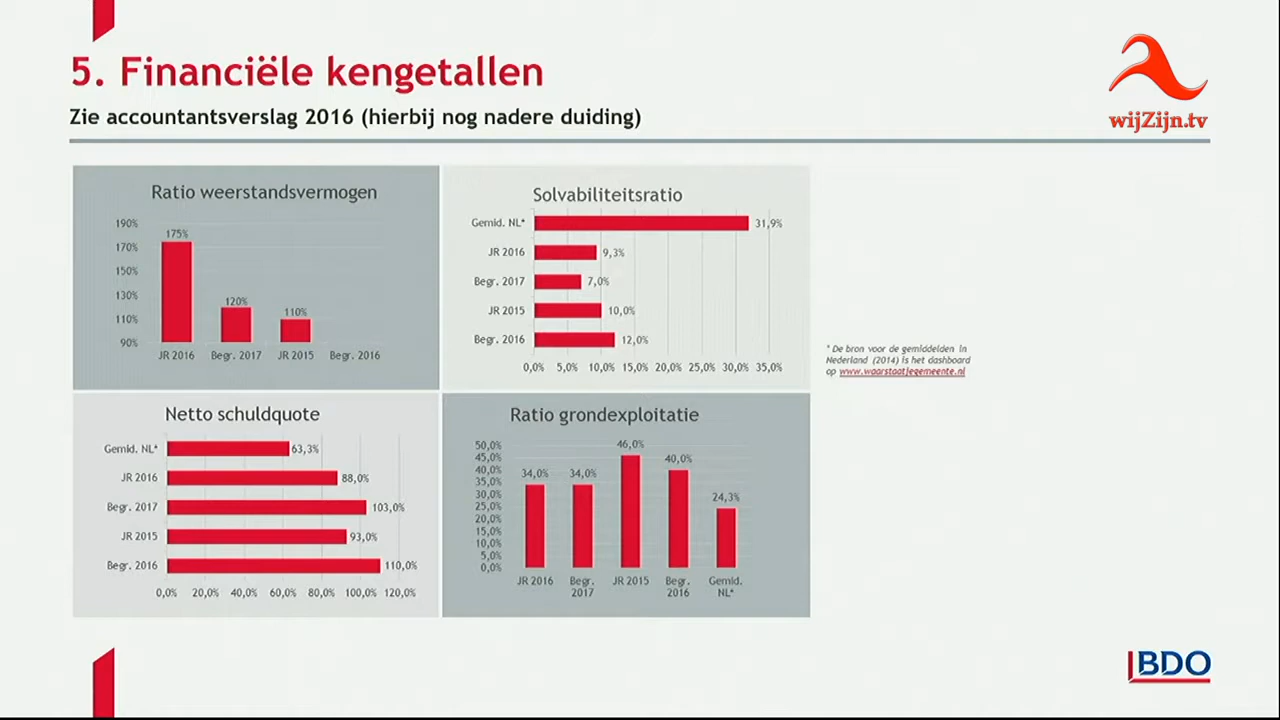 5. Financiële kengetallen
Zie accountantsverslag 2016 (hierbij nog nadere duiding)
wijZijn.tv
Ratio weerstandsvermogen
190%
170%
150%
130%
110%
90%
175%
120%
110%
JR 2016
Begr. 2017
JR 2015
Begr. 2016
Solvabiliteitsratio
Gemid. NL*
31,9%
JR 2016
9,3%
Begr. 2017
7,0%
JR 2015
10,0%
Begr. 2016
12,0%
0,0% 5,0% 10,0% 15,0% 20,0% 25,0% 30,0% 35,0%
* De bron voor de gemiddelden in
Nederland (2014) is het dashboard
op www.waarstaatjegemeente.nl
Netto schuldquote
Gemid. NL*
63,3%
JR 2016
88,0%
Begr. 2017
103,0%
JR 2015
93,0%
Begr. 2016
110,0%
0,0% 20,0% 40,0% 60,0% 80,0% 100,0% 120,0%
Ratio grondexploitatie
50,0%
45,0%
40,0%
35,0%
30,0%
25,0%
20,0%
15,0%
10,0%
5,0%
0,0%
34,0%
34,0%
46,0%
40,0%
24,3%
JR 2016
Begr.
2017
JR 2015
Begr.
2016
Gemid.
NL*
BDO